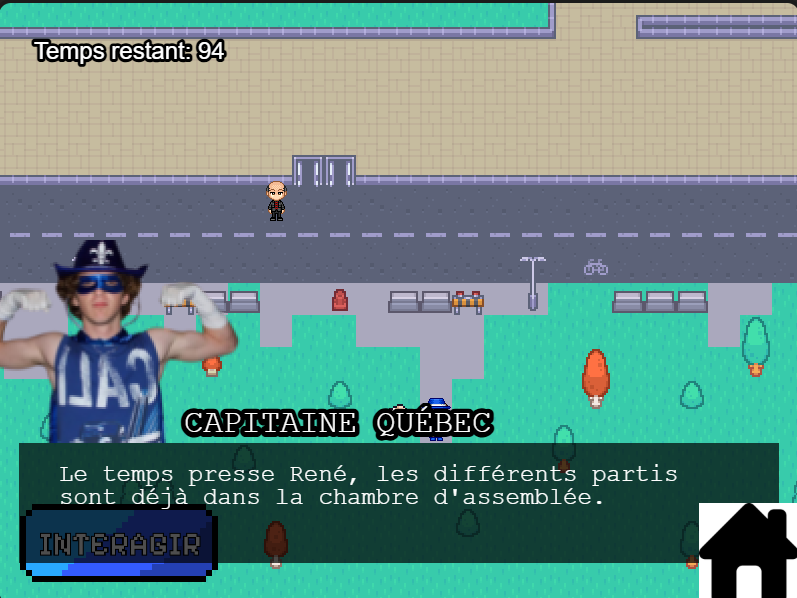 Temps restant: 94
CAPITAINE QUÉBEC
Le temps presse René, les différents partis
sont déjà dans la chambre d'assemblée.
INTERAGIR